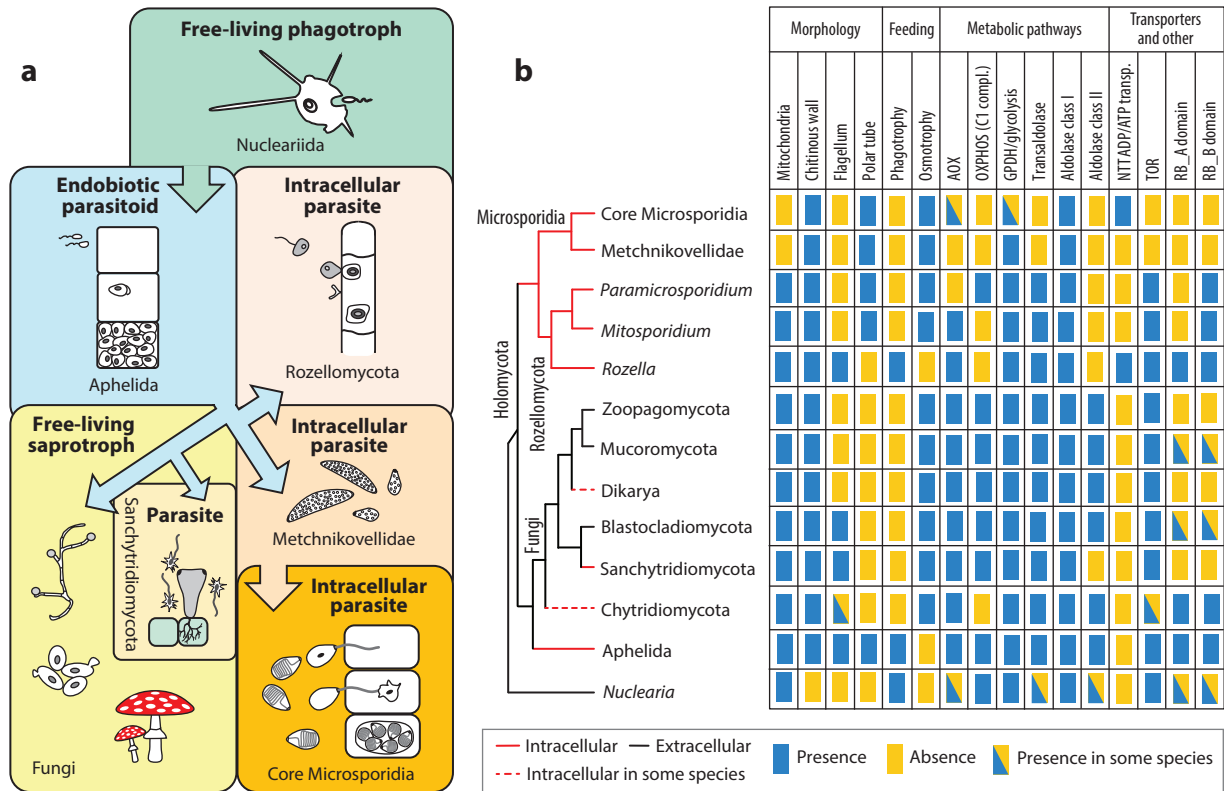 a
Free-living phagotroph
Nucleariida
Endobiotic
parasitoid
Aphelida
Intracellular
parasite
Rozellomycota
Free-living
saprotroph
Fungi
Sanchytridiomycota
Parasite
Intracellular
parasite
Metchnikovellidae
Intracellular
parasite
Core Microsporidia
b
Morphology
Feeding
Metabolic pathways
Transporters
and other
Mitochondria
Chitinous wall
Flagellum
Polar tube
Phagotrophy
Osmotrophy
AOX
OXPHOS (C1 compl.)
GPDH/glycolysis
Transaldolase
Aldolase class I
Aldolase class II
NTT ADP/ATP transp.
TOR
RB_A domain
RB_B domain
Holomycota
Rozellomycota
Microsporidia
Fungi
Core Microsporidia
Metchnikovellidae
Paramicrosporidium
Mitosporidium
Rozella
Zoopagomycota
Mucoromycota
Dikarya
Blastocladiomycota
Sanchytridiomycota
Chytridiomycota
Aphelida
Nuclearia
Intracellular
Extracellular
Intracellular in some species
Presence
Absence
Presence in some species